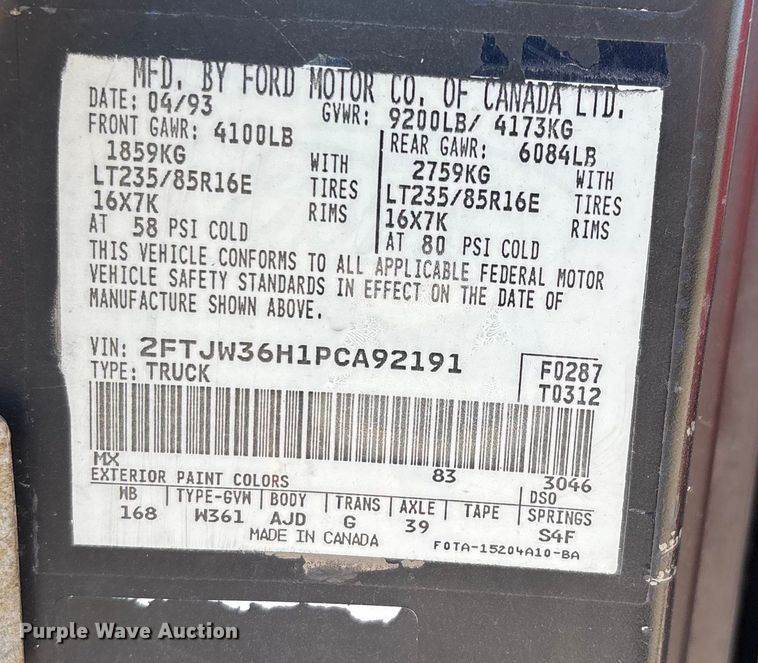 MFD. BY FORD MOTOR CO. OF CANADA LTD.
DATE: 04/93 GVWR: 9200LB/ 4173KG
FRONT GAWR: 4100LB REAR GAWR: 6084LB
1859KG WITH 2759KG WITH
LT235/85R16E TIRES LT235/85R16E TIRES
16X7K RIMS 16X7K RIMS
AT 58 PSI COLD AT 80 PSI COLD
THIS VEHICLE CONFORMS TO ALL APPLICABLE FEDERAL MOTOR
VEHICLE SAFETY STANDARDS IN EFFECT ON THE DATE OF
MANUFACTURE SHOWN ABOVE.
VIN: 2FTJW36H1PCA92191 F0287
TYPE: TRUCK T0312
MX 83 3046
EXTERIOR PAINT COLORS DSO
WB TYPE-GVW BODY TRANS AXLE TAPE SPRINGS
168 W361 AJD G 39 S4F
MADE IN CANADA F0TA-15204A10-BA
Purple Wave Auction